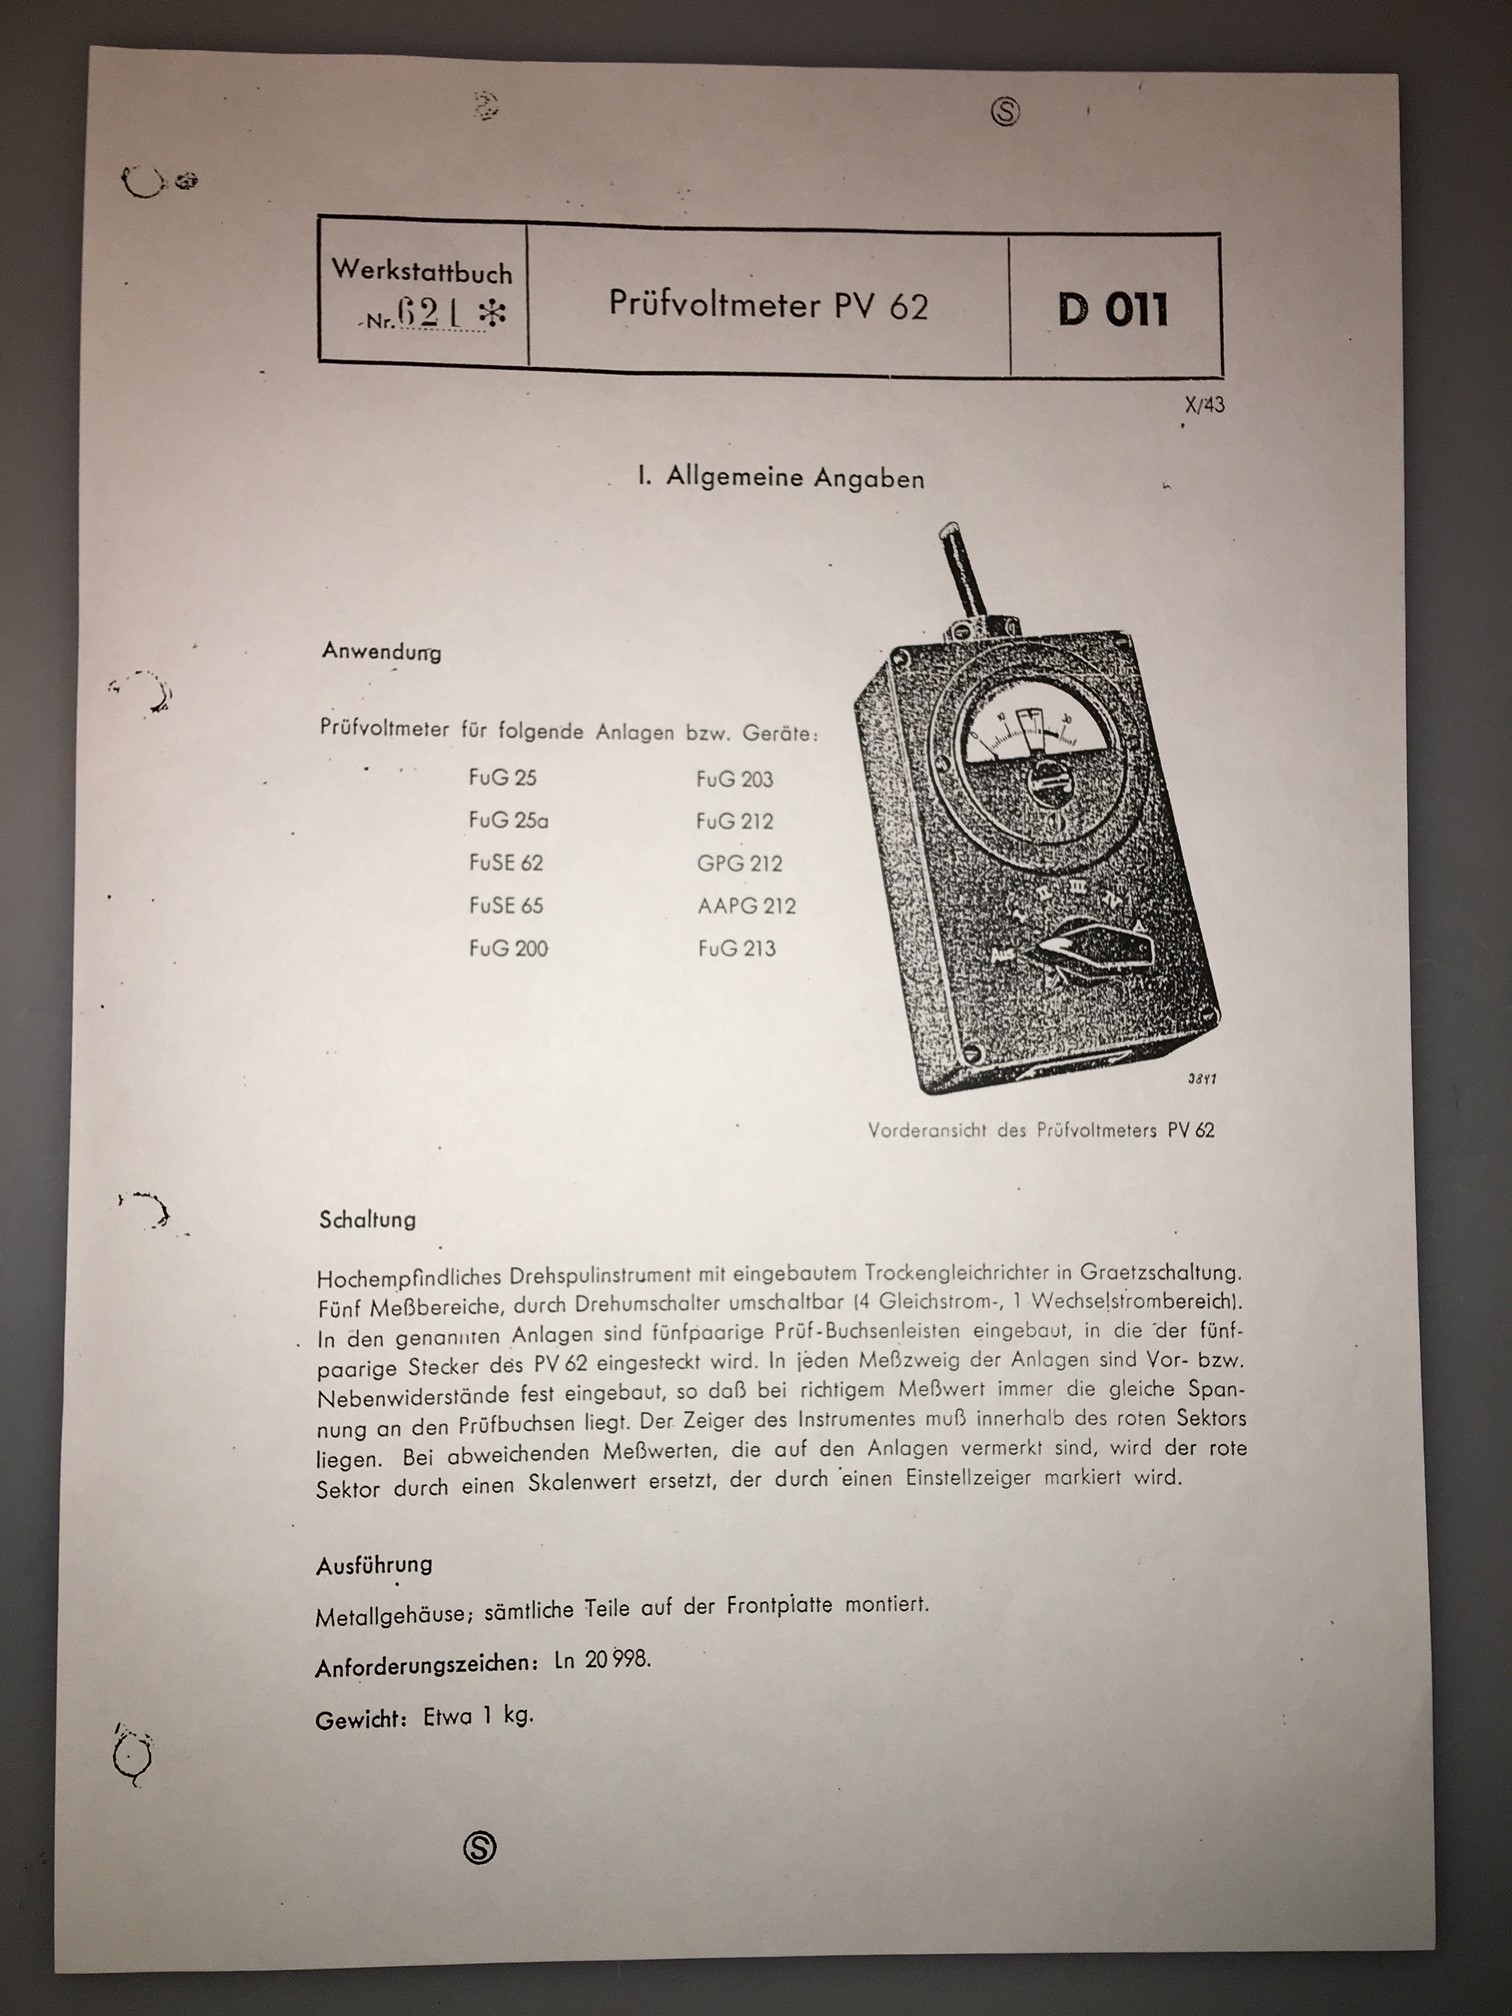 Ⓢ
Werkstattbuch
Nr. 621 *
Prüfvoltmeter PV 62
D 011
X/43
I. Allgemeine Angaben
Anwendung
Prüfvoltmeter für folgende Anlagen bzw. Geräte:
FuG 25 FuG 203
FuG 25a FuG 212
FuSE 62 GPG 212
FuSE 65 AAPG 212
FuG 200 FuG 213
0 10 30
II III IV
Aus
3841
Vorderansicht des Prüfvoltmeters PV 62
Schaltung
Hochempfindliches Drehspulinstrument mit eingebautem Trockengleichrichter in Graetzschaltung.
Fünf Meßbereiche, durch Drehumschalter umschaltbar (4 Gleichstrom-, 1 Wechselstrombereich).
In den genannten Anlagen sind fünfpaarige Prüf-Buchsenleisten eingebaut, in die der fünf-
paarige Stecker des PV 62 eingesteckt wird. In jeden Meßzweig der Anlagen sind Vor- bzw.
Nebenwiderstände fest eingebaut, so daß bei richtigem Meßwert immer die gleiche Span-
nung an den Prüfbuchsen liegt. Der Zeiger des Instrumentes muß innerhalb des roten Sektors
liegen. Bei abweichenden Meßwerten, die auf den Anlagen vermerkt sind, wird der rote
Sektor durch einen Skalenwert ersetzt, der durch einen Einstellzeiger markiert wird.
Ausführung
Metallgehäuse; sämtliche Teile auf der Frontplatte montiert.
Anforderungszeichen: Ln 20 998.
Gewicht: Etwa 1 kg.
Ⓢ